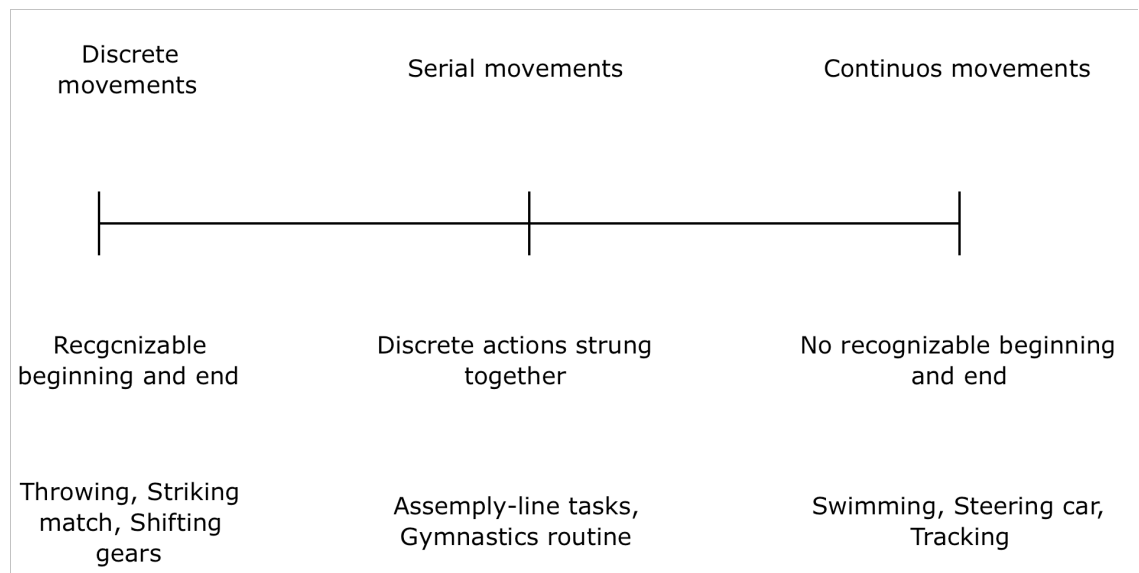 Discrete
movements
Serial movements
Continuos movements
Recgcnizable
beginning and end
Discrete actions strung
together
No recognizable beginning
and end
Throwing, Striking
match, Shifting
gears
Assemply-line tasks,
Gymnastics routine
Swimming, Steering car,
Tracking